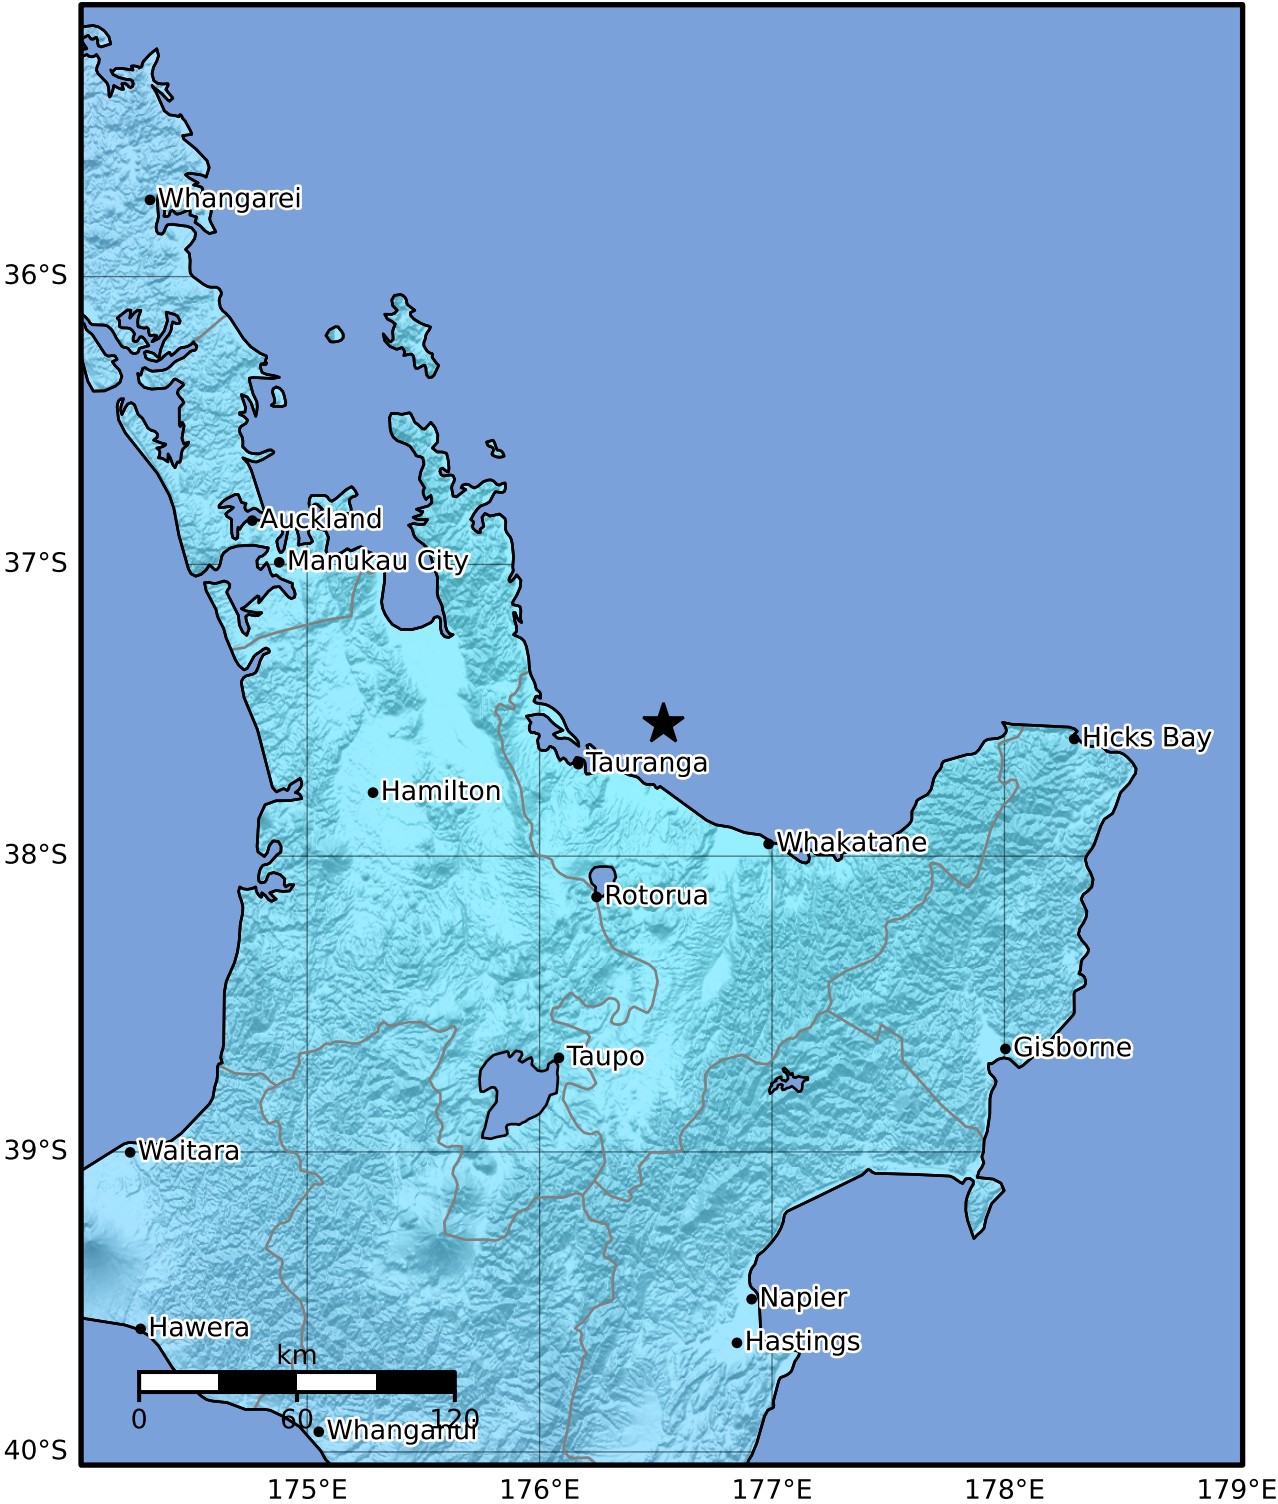 Whangarei
36°S
Auckland
Manukau City
37°S
Hicks Bay
Tauranga
Hamilton
Whakatane
38°S
Rotorua
Gisborne
Taupo
39°S
Waitara
Napier
Hawera
Hastings
km
0 60 120
Whanganui
40°S
175°E 176°E 177°E 178°E 179°E